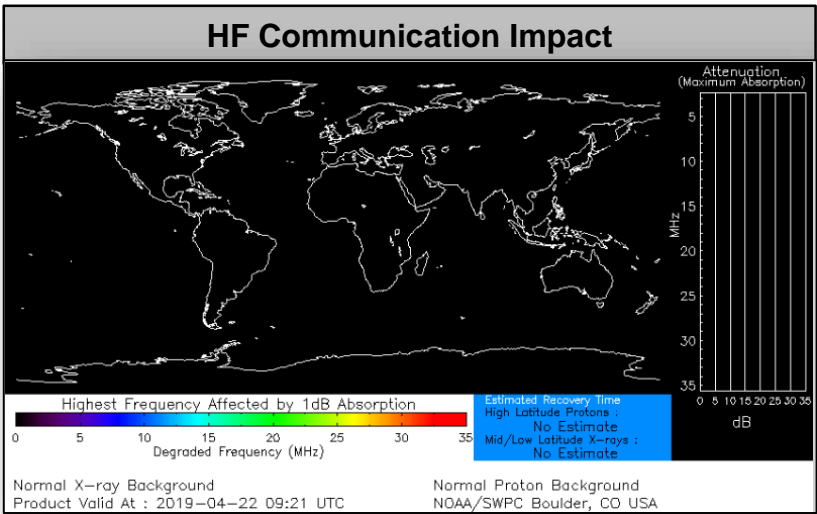 HF Communication Impact
Attenuation
(Maximum Absorption)
5
10
15
20
25
30
35
MHz
0 5 10 15 20 25 30 35
dB
Highest Frequency Affected by 1dB Absorption
0 5 10 15 20 25 30 35
Degraded Frequency (MHz)
Estimated Recovery Time
High Latitude Protons :
No Estimate
Mid/Low Latitude X-rays :
No Estimate
Normal X-ray Background
Normal Proton Background
Product Valid At : 2019-04-22 09:21 UTC
NOAA/SWPC Boulder, CO USA